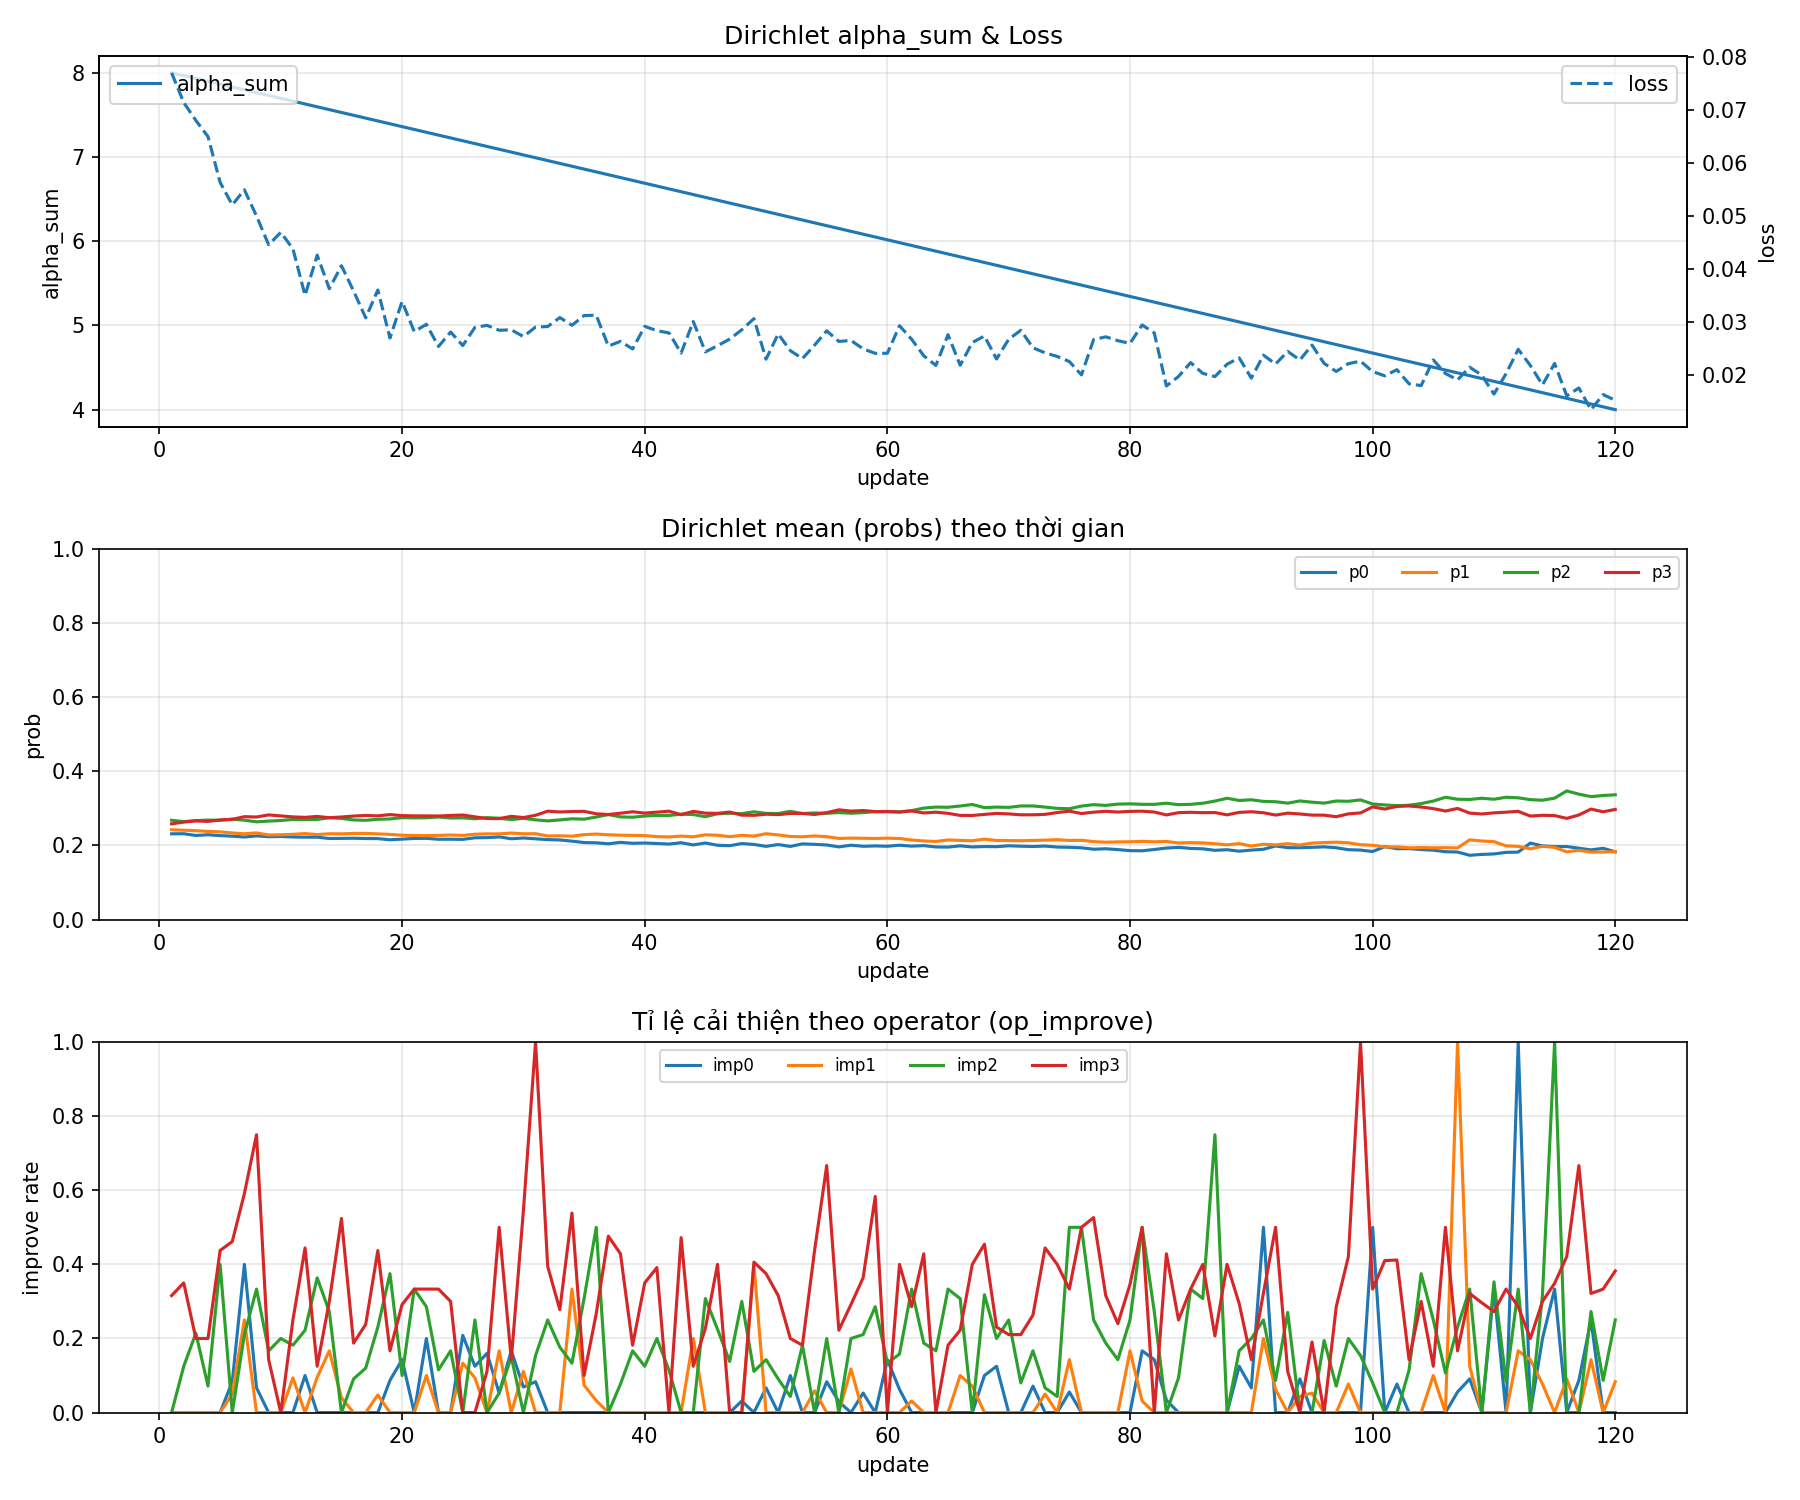 Dirichlet alpha_sum & Loss
alpha_sum
loss
8
7
6
5
4
0.08
0.07
0.06
0.05
0.04
0.03
0.02
alpha_sum
loss
0 20 40 60 80 100 120
update
Dirichlet mean (probs) theo thời gian
p0 p1 p2 p3
1.0
0.8
0.6
0.4
0.2
0.0
prob
0 20 40 60 80 100 120
update
Tỉ lệ cải thiện theo operator (op_improve)
imp0 imp1 imp2 imp3
1.0
0.8
0.6
0.4
0.2
0.0
improve rate
0 20 40 60 80 100 120
update